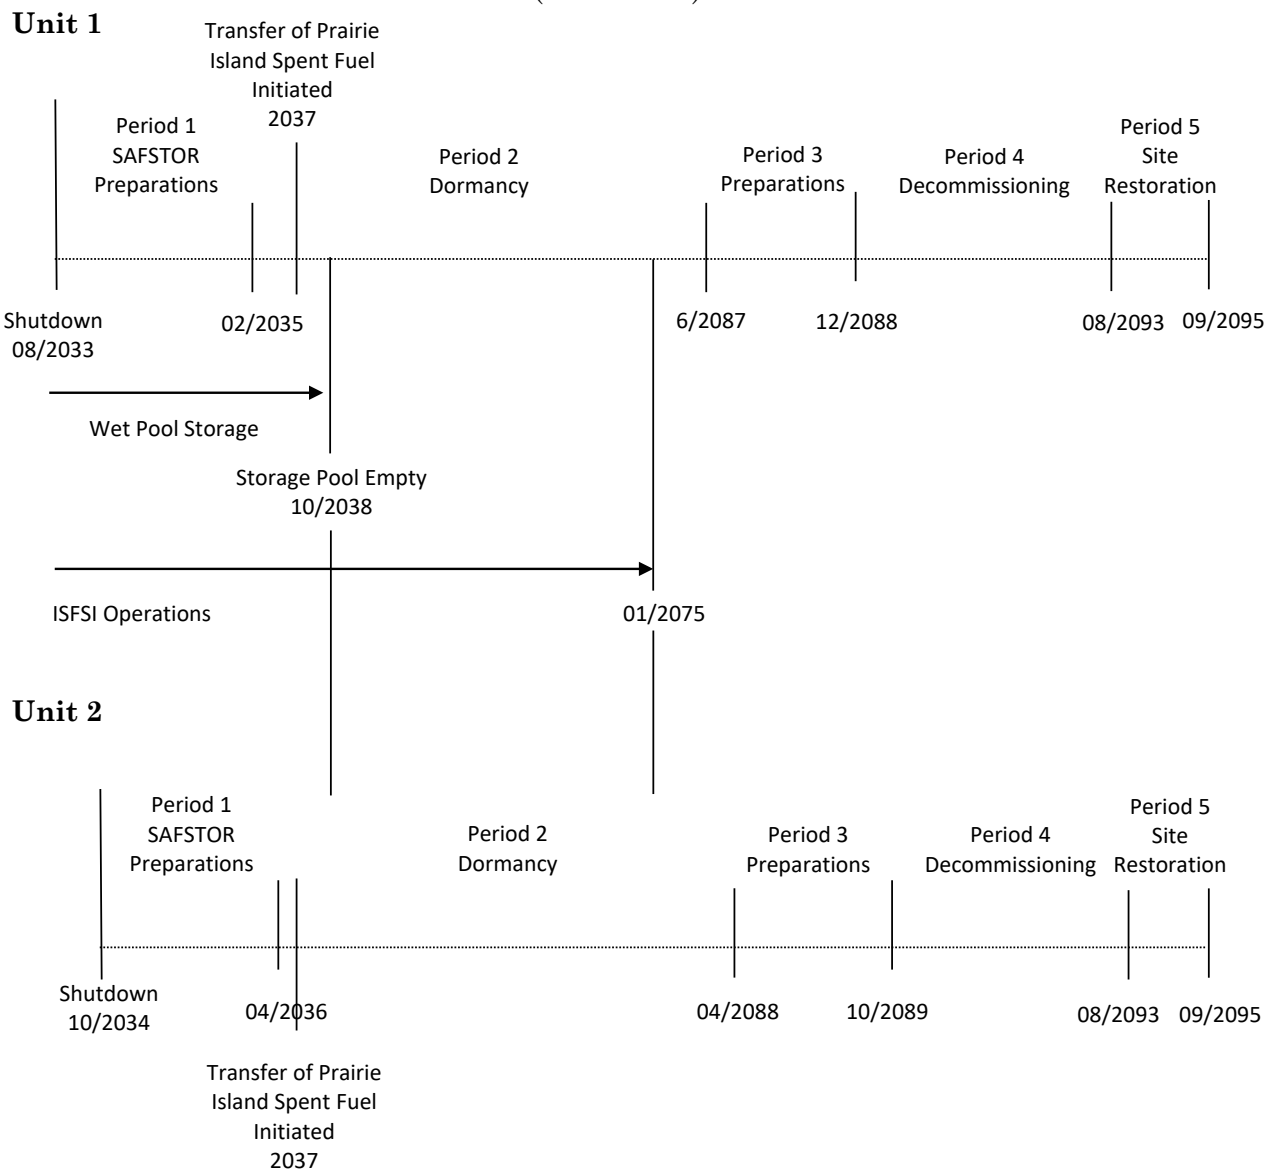 Unit 1
Transfer of Prairie
Island Spent Fuel
Initiated
2037
Period 1
SAFSTOR
Preparations
Period 2
Dormancy
Period 3
Preparations
Period 4
Decommissioning
Period 5
Site
Restoration
Shutdown
08/2033
02/2035
6/2087
12/2088
08/2093
09/2095
Wet Pool Storage
Storage Pool Empty
10/2038
ISFSI Operations
01/2075
Unit 2
Period 1
SAFSTOR
Preparations
Period 2
Dormancy
Period 3
Preparations
Period 4
Decommissioning
Period 5
Site
Restoration
Shutdown
10/2034
04/2036
04/2088
10/2089
08/2093
09/2095
Transfer of Prairie
Island Spent Fuel
Initiated
2037